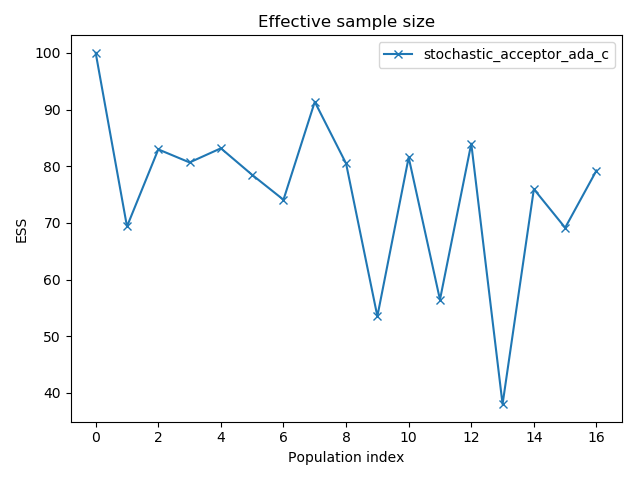 Effective sample size
stochastic_acceptor_ada_c
ESS
100
90
80
70
60
50
40
0 2 4 6 8 10 12 14 16
Population index